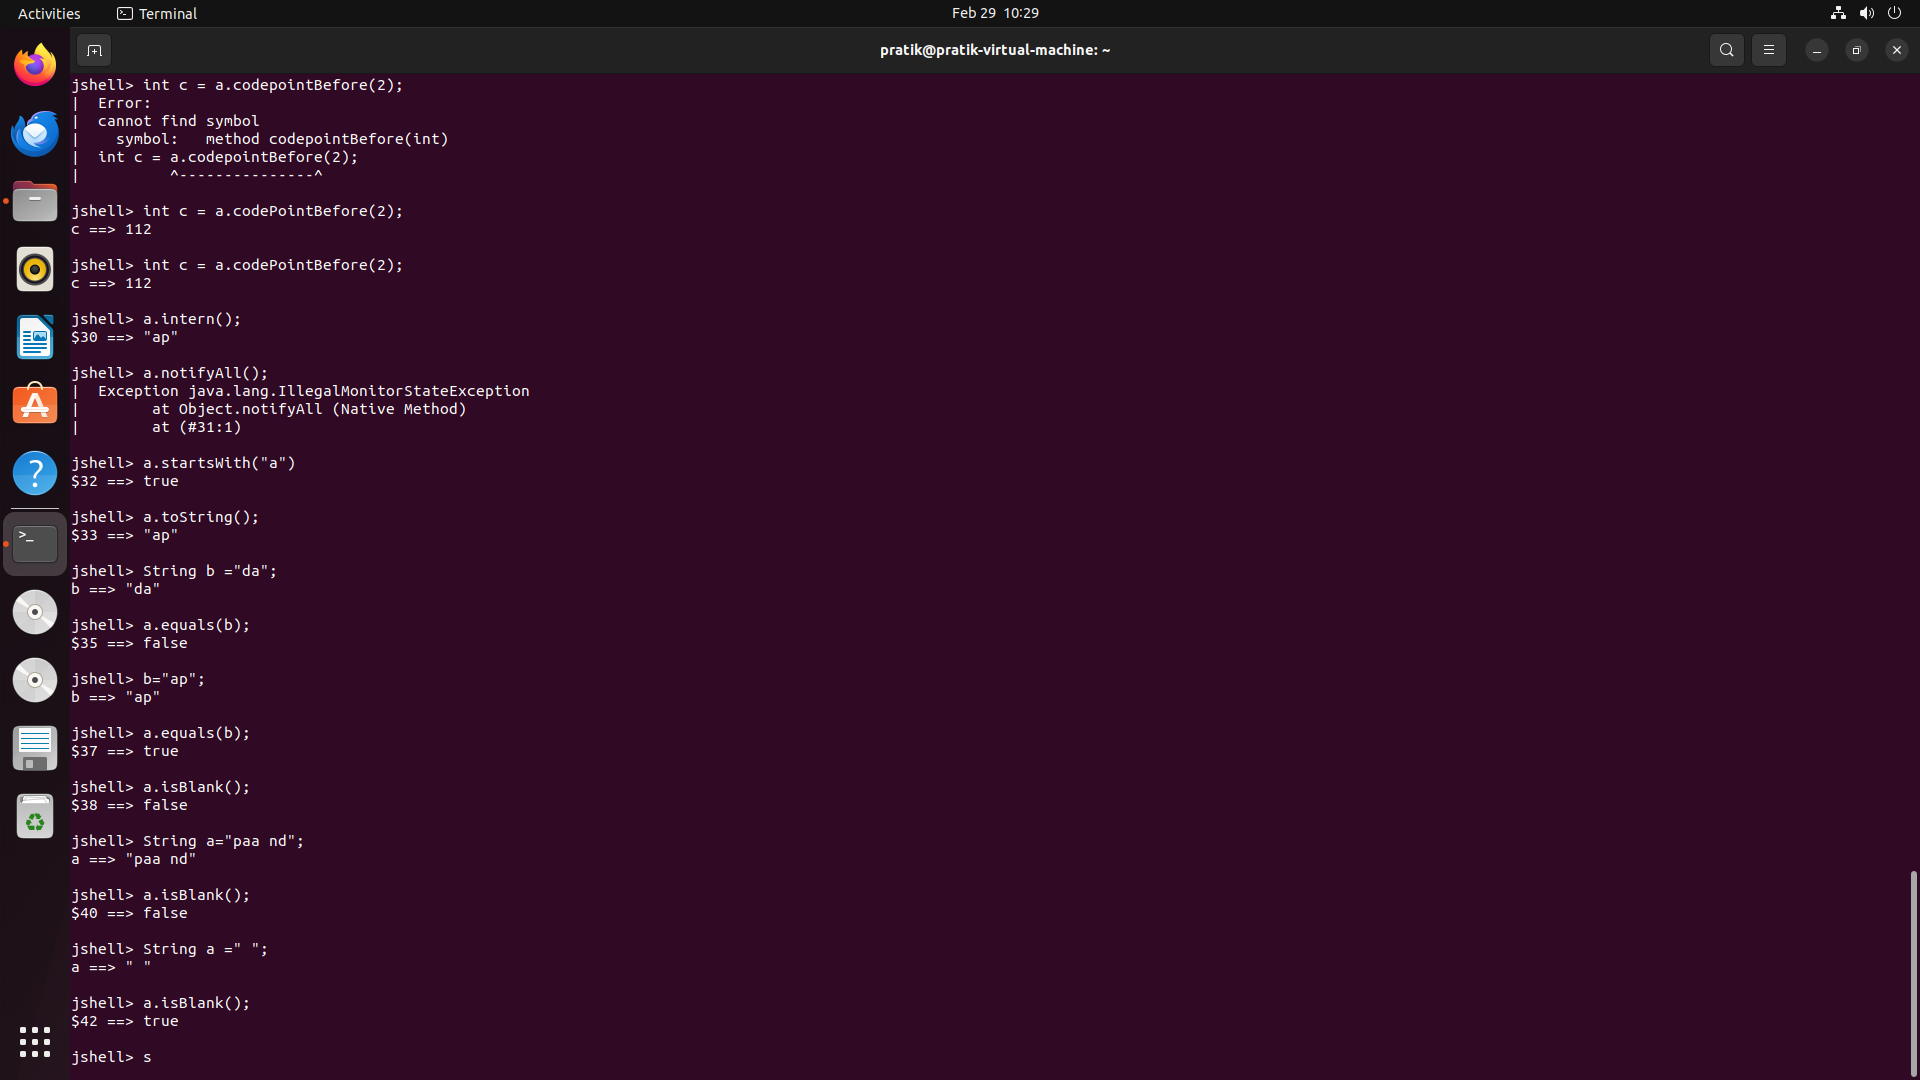 Activities
Terminal
Feb 29 10:29
pratik@pratik-virtual-machine: ~
jshell> int c = a.codepointBefore(2);
|  Error:
|  cannot find symbol
|    symbol:   method codepointBefore(int)
|  int c = a.codepointBefore(2);
|          ^---------------^
jshell> int c = a.codePointBefore(2);
c ==> 112
jshell> int c = a.codePointBefore(2);
c ==> 112
jshell> a.intern();
$30 ==> "ap"
jshell> a.notifyAll();
|  Exception java.lang.IllegalMonitorStateException
|        at Object.notifyAll (Native Method)
|        at (#31:1)
jshell> a.startsWith("a")
$32 ==> true
jshell> a.toString();
$33 ==> "ap"
jshell> String b ="da";
b ==> "da"
jshell> a.equals(b);
$35 ==> false
jshell> b="ap";
b ==> "ap"
jshell> a.equals(b);
$37 ==> true
jshell> a.isBlank();
$38 ==> false
jshell> String a="paa nd";
a ==> "paa nd"
jshell> a.isBlank();
$40 ==> false
jshell> String a =" ";
a ==> " "
jshell> a.isBlank();
$42 ==> true
jshell> s